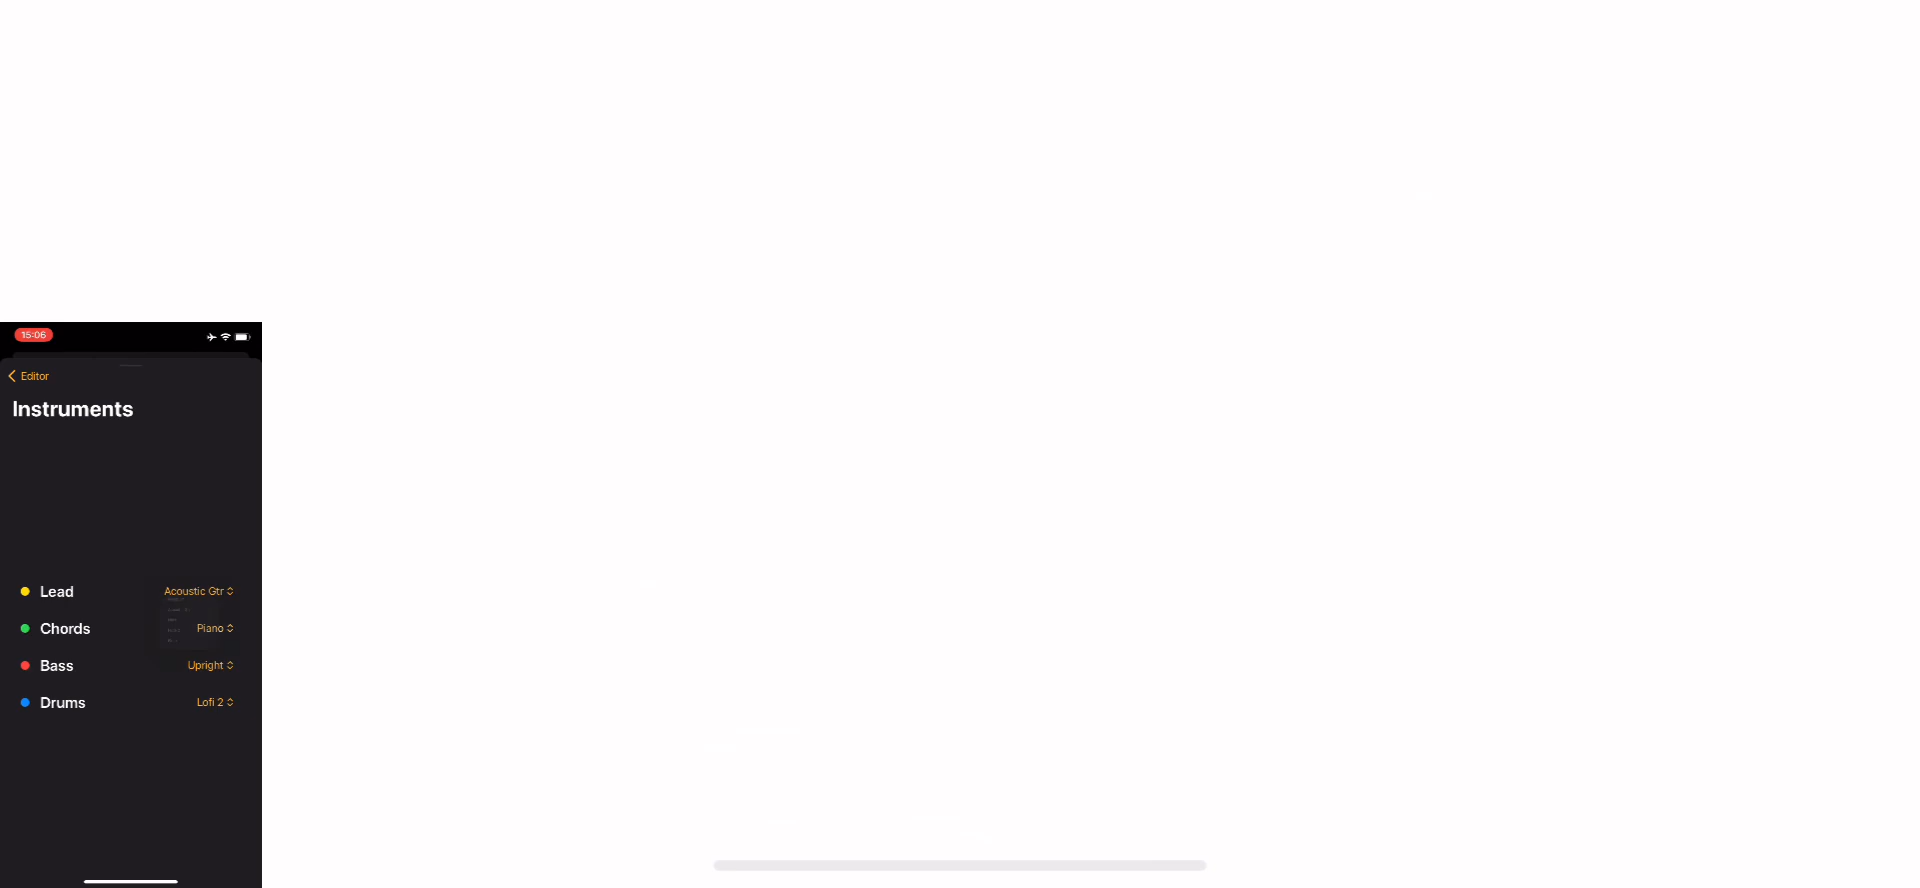 15:06
Editor
Instruments
Lead Acoustic Gtr
Chords Piano
Bass Upright
Drums Lofi 2